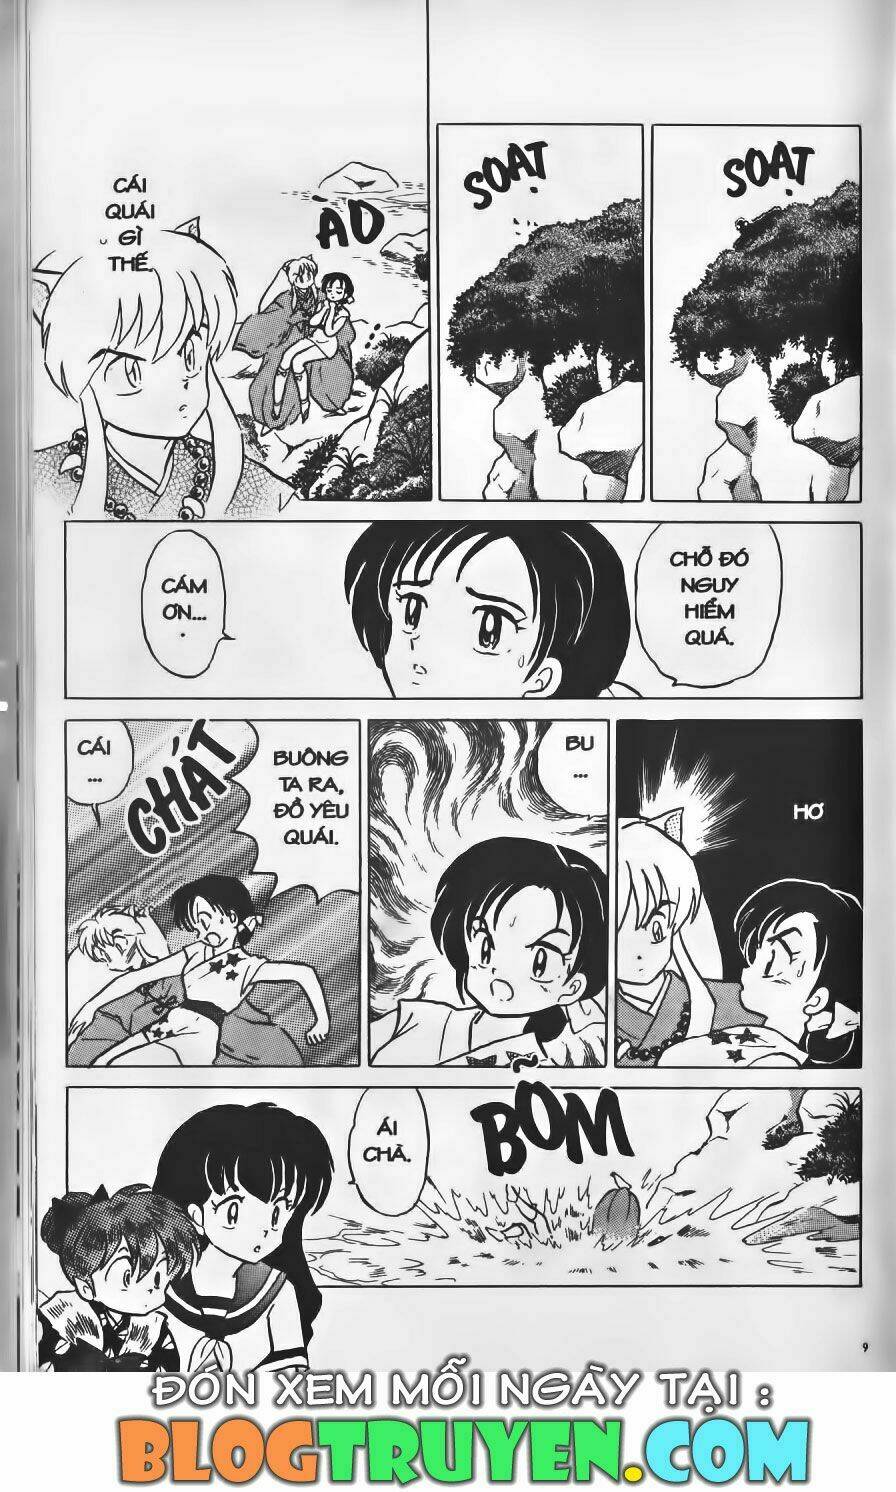 SOẠT
SOẠT
ÀO
CÁI
QUÁI
GÌ
THẾ.
CHỖ ĐÓ
NGUY
HIỂM
QUÁ.
CÁM
ƠN...
HƠ
BU
...
BUÔNG
TA RA,
ĐỒ YÊU
QUÁI.
CHÁT
CÁI
...
BÕM
ÁI
CHÀ.
9
ĐÓN XEM MỖI NGÀY TẠI :
BLOGTRUYEN.COM